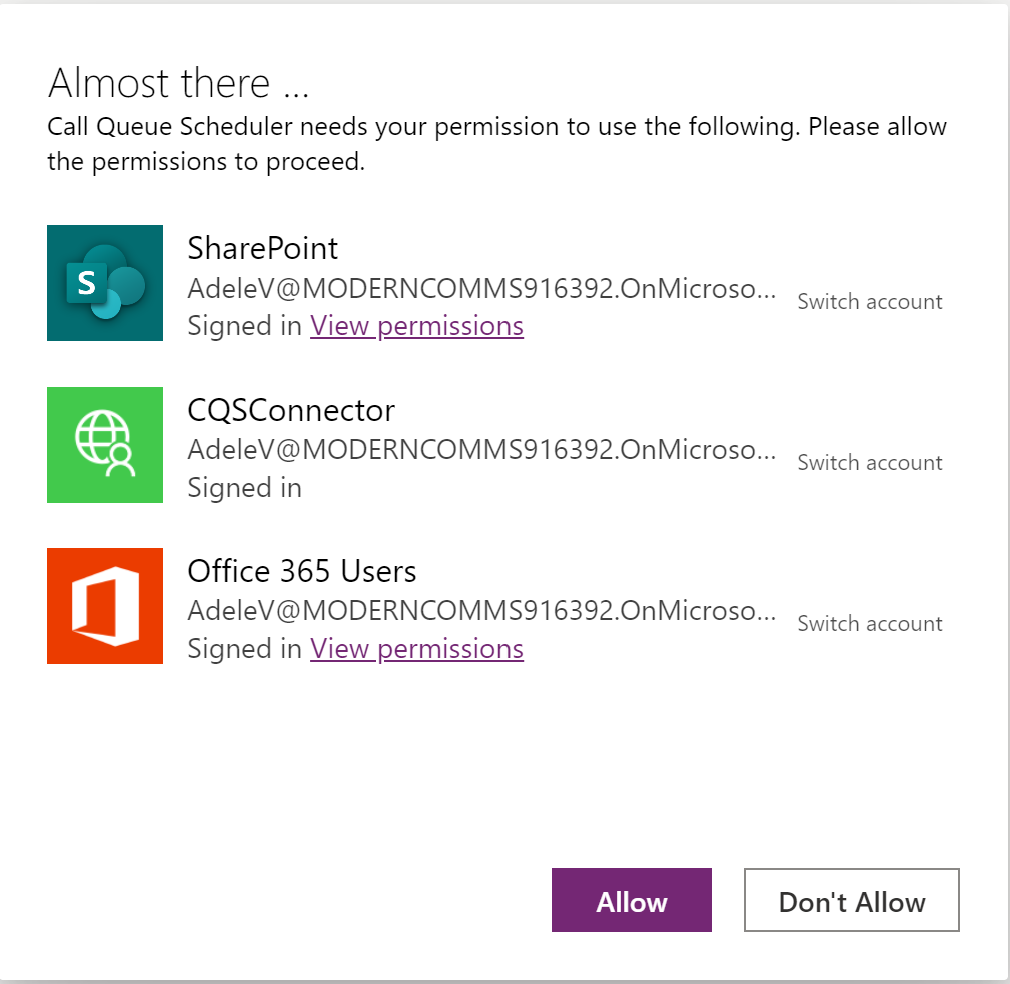 Almost there ...
Call Queue Scheduler needs your permission to use the following. Please allow
the permissions to proceed.
S
SharePoint
AdeleV@MODERNCOMMS916392.OnMicroso...
Signed in View permissions
Switch account
CQSConnector
AdeleV@MODERNCOMMS916392.OnMicroso...
Signed in
Switch account
Office 365 Users
AdeleV@MODERNCOMMS916392.OnMicroso...
Signed in View permissions
Switch account
Allow
Don't Allow